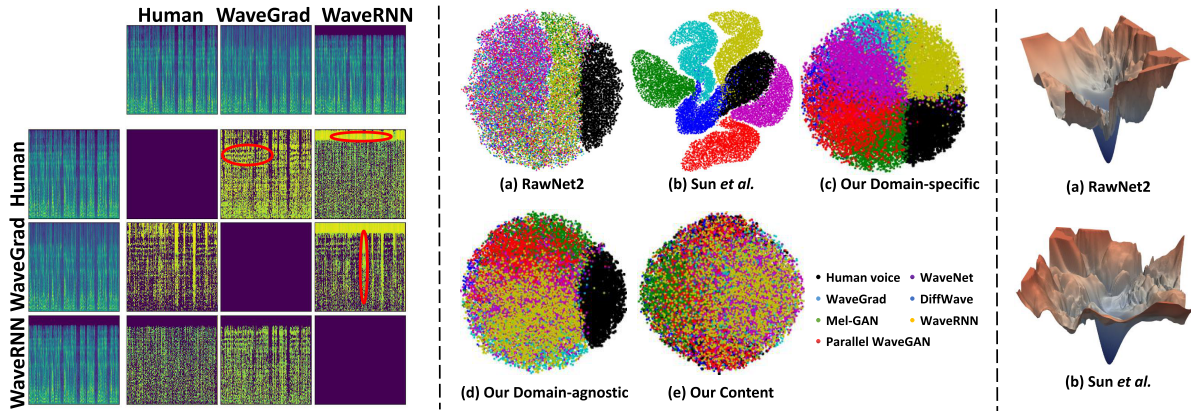 Human WaveGrad WaveRNN
Human
WaveGrad
WaveRNN
(a) RawNet2
(b) Sun et al.
(c) Our Domain-specific
(d) Our Domain-agnostic
(e) Our Content
Human voice
WaveGrad
Mel-GAN
Parallel WaveGAN
WaveNet
DiffWave
WaveRNN
(a) RawNet2
(b) Sun et al.